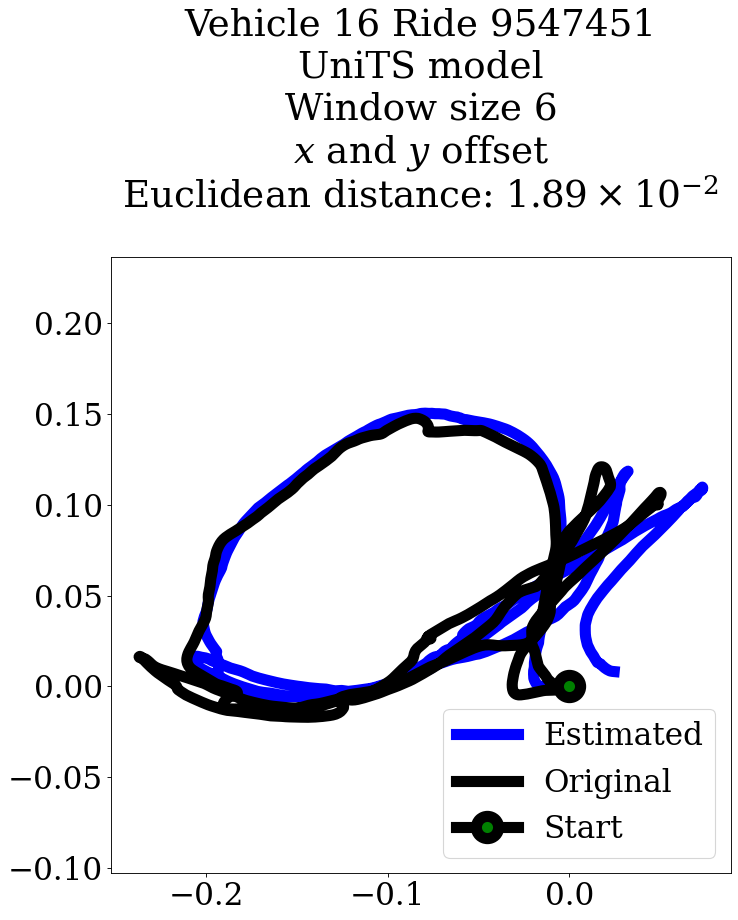 Vehicle 16 Ride 9547451
UniTS model
Window size 6
x and y offset
Euclidean distance: 1.89 × 10⁻²
0.20
0.15
0.10
0.05
0.00
−0.05
−0.10
−0.2
−0.1
0.0
Estimated
Original
Start